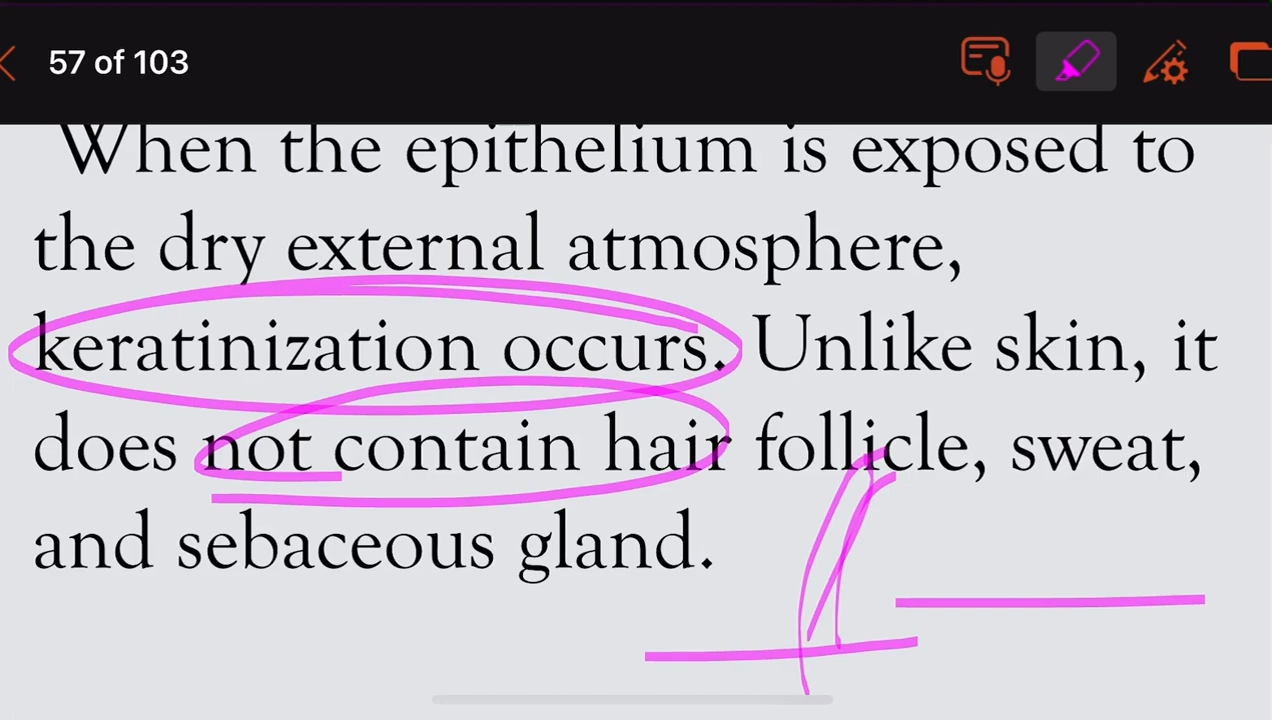 57 of 103
When the epithelium is exposed to
the dry external atmosphere,
keratinization occurs. Unlike skin, it
does not contain hair follicle, sweat,
and sebaceous gland.